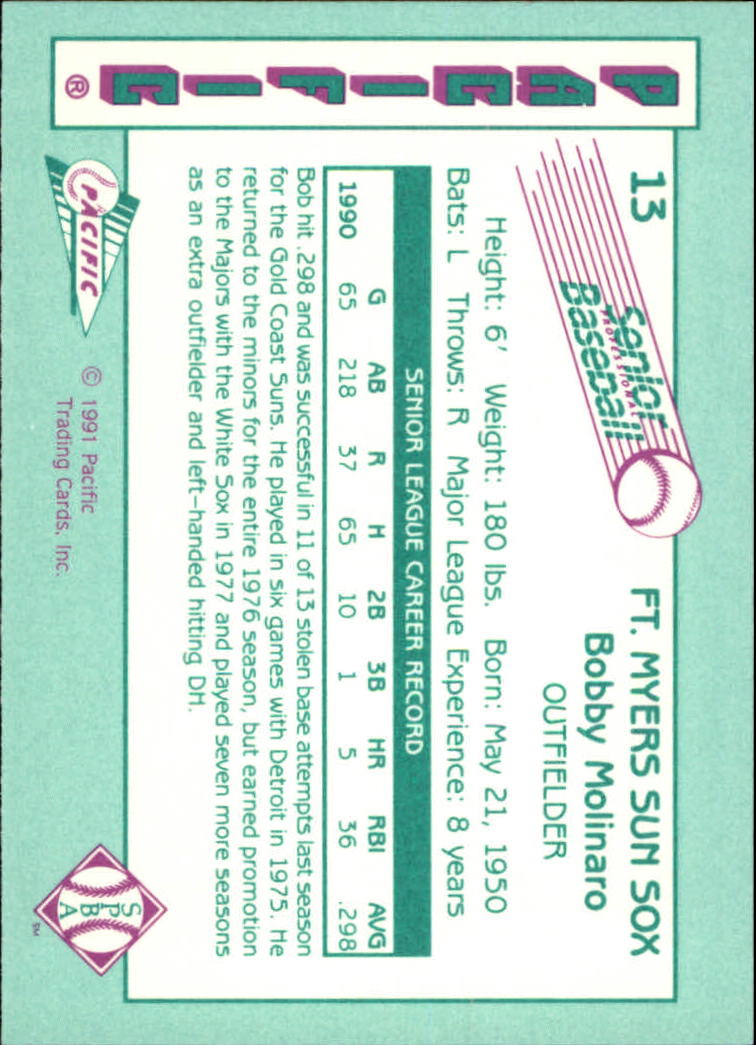 PACIFIC ®
13
Senior
PROFESSIONAL
Baseball
FT. MYERS SUN SOX
Bobby Molinaro
OUTFIELDER
Height: 6' Weight: 180 lbs. Born: May 21, 1950
Bats: L Throws: R Major League Experience: 8 years
SENIOR LEAGUE CAREER RECORD
G AB R H 2B 3B HR RBI AVG
1990 65 218 37 65 10 1 5 36 .298
Bob hit .298 and was successful in 11 of 13 stolen base attempts last season
for the Gold Coast Suns. He played in six games with Detroit in 1975. He
returned to the minors for the entire 1976 season, but earned promotion
to the Majors with the White Sox in 1977 and played seven more seasons
as an extra outfielder and left-handed hitting DH.
PACIFIC
© 1991 Pacific
Trading Cards, Inc.
S
P
B
A
SM